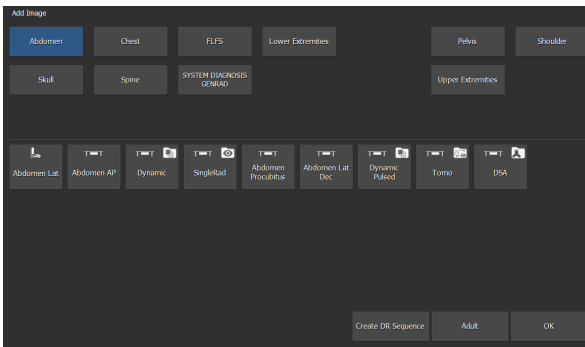 Add Image
Abdomen Chest FLFS Lower Extremities Pelvis Shoulder
Skull Spine SYSTEM DIAGNOSIS GENRAD Upper Extremities
Abdomen Lat Abdomen AP Dynamic SingleRad Abdomen Procubitus Abdomen Lat Dec Dynamic Pulsed Tomo DSA
Create DR Sequence Adult OK